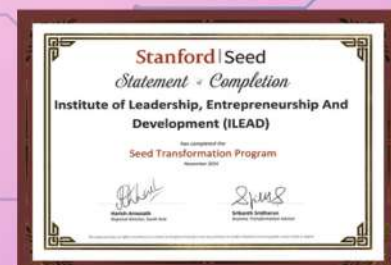 Stanford|Seed
Statement of Completion
Institute of Leadership, Entrepreneurship And
Development (ILEAD)
has completed the
Seed Transformation Program
November 2024
Harish Arnezath
Regional Director, South Asia
Srikanth Sridharan
Business Transformation Advisor